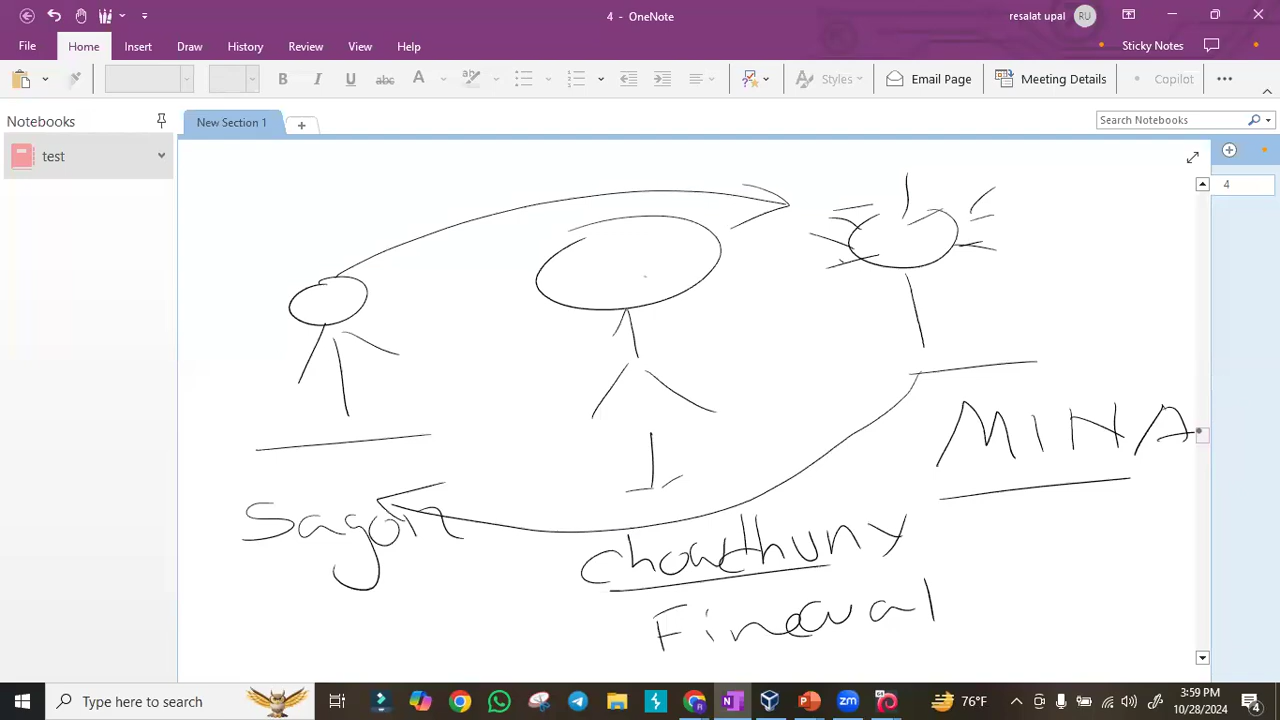 4 - OneNote
resalat upal
RU
File
Home
Insert
Draw
History
Review
View
Help
Sticky Notes
Styles
Email Page
Meeting Details
Copilot
Notebooks
New Section 1
Search Notebooks
test
4
MINA
Sagor
Type here to search
76°F
3:59 PM
10/28/2024
4